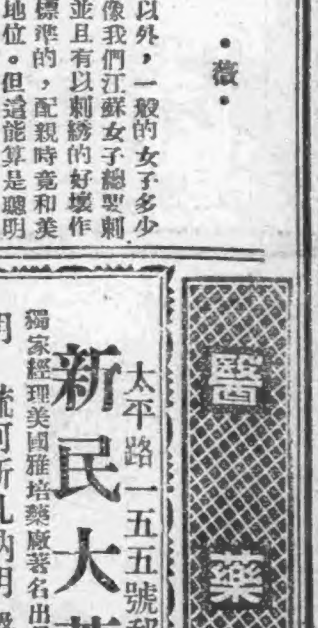 •薇•
以外，一般的女子多少
像我們江蘇女子總要刺
並且有以刺綉的好壞作
標準的，配親時竟和美
地位。但這能算是聰明
醫藥
太平路一五五號
新民大
獨家經理美國雅培藥廠著名出